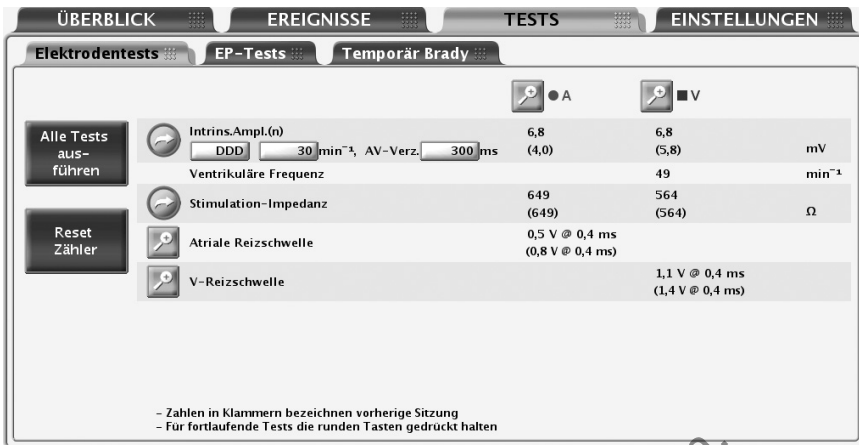 ÜBERBLICK EREIGNISSE TESTS EINSTELLUNGEN
Elektrodentests EP-Tests Temporär Brady
A V
Alle Tests aus- führen
Intrins.Ampl.(n) 6,8 6,8
DDD 30 min⁻¹, AV-Verz. 300 ms (4,0) (5,8) mV
Ventrikuläre Frequenz 49 min⁻¹
Stimulation-Impedanz 649 564
(649) (564) Ω
Reset Zähler
Atriale Reizschwelle 0,5 V @ 0,4 ms
(0,8 V @ 0,4 ms)
V-Reizschwelle 1,1 V @ 0,4 ms
(1,4 V @ 0,4 ms)
- Zahlen in Klammern bezeichnen vorherige Sitzung
- Für fortlaufende Tests die runden Tasten gedrückt halten